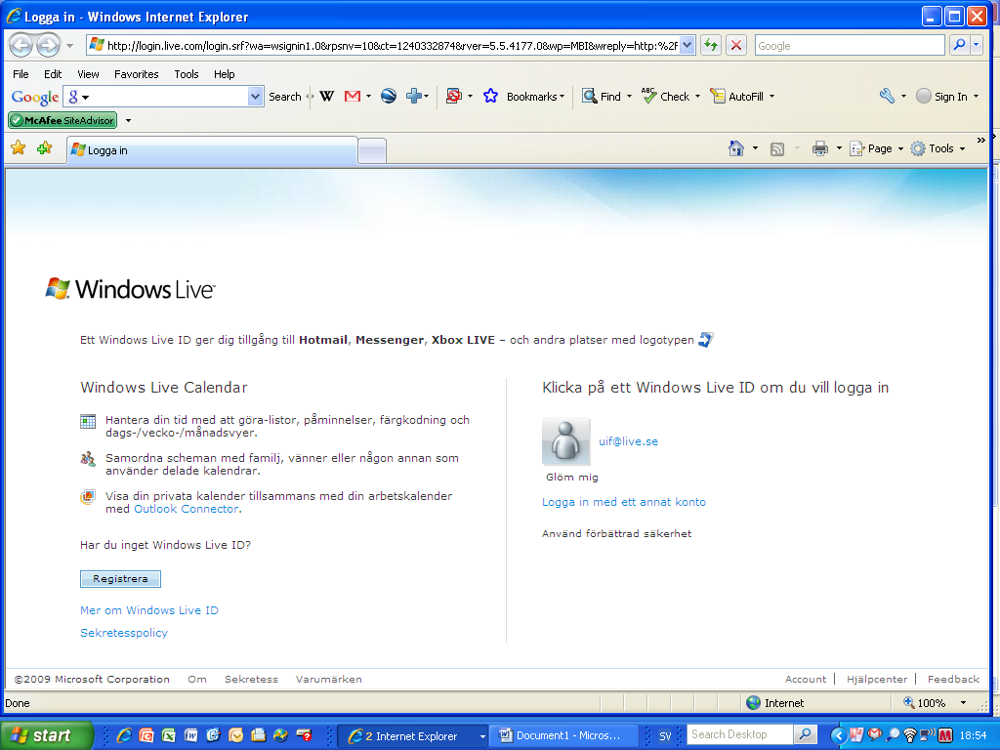 Logga in - Windows Internet Explorer
http://login.live.com/login.srf?wa=wsignin1.0&rpsnv=10&ct=1240332874&rver=5.5.4177.0&wp=MBI&wreply=http:%2F
Google
File Edit View Favorites Tools Help
Google g Search W Bookmarks Find ABC Check AutoFill Sign In
McAfee SiteAdvisor
Logga in
Page Tools
Windows Live
Ett Windows Live ID ger dig tillgång till Hotmail, Messenger, Xbox LIVE – och andra platser med logotypen
Windows Live Calendar
Hantera din tid med att göra-listor, påminnelser, färgkodning och
dags-/vecko-/månadsvyer.
Samordna scheman med familj, vänner eller någon annan som
använder delade kalendrar.
Visa din privata kalender tillsammans med din arbetskalender
med Outlook Connector.
Har du inget Windows Live ID?
Registrera
Mer om Windows Live ID
Sekretesspolicy
Klicka på ett Windows Live ID om du vill logga in
uif@live.se
Glöm mig
Logga in med ett annat konto
Använd förbättrad säkerhet
©2009 Microsoft Corporation Om Sekretess Varumärken Account Hjälpcenter Feedback
Done Internet 100%
start 2 Internet Explorer Document1 - Micros... SV Search Desktop 18:54